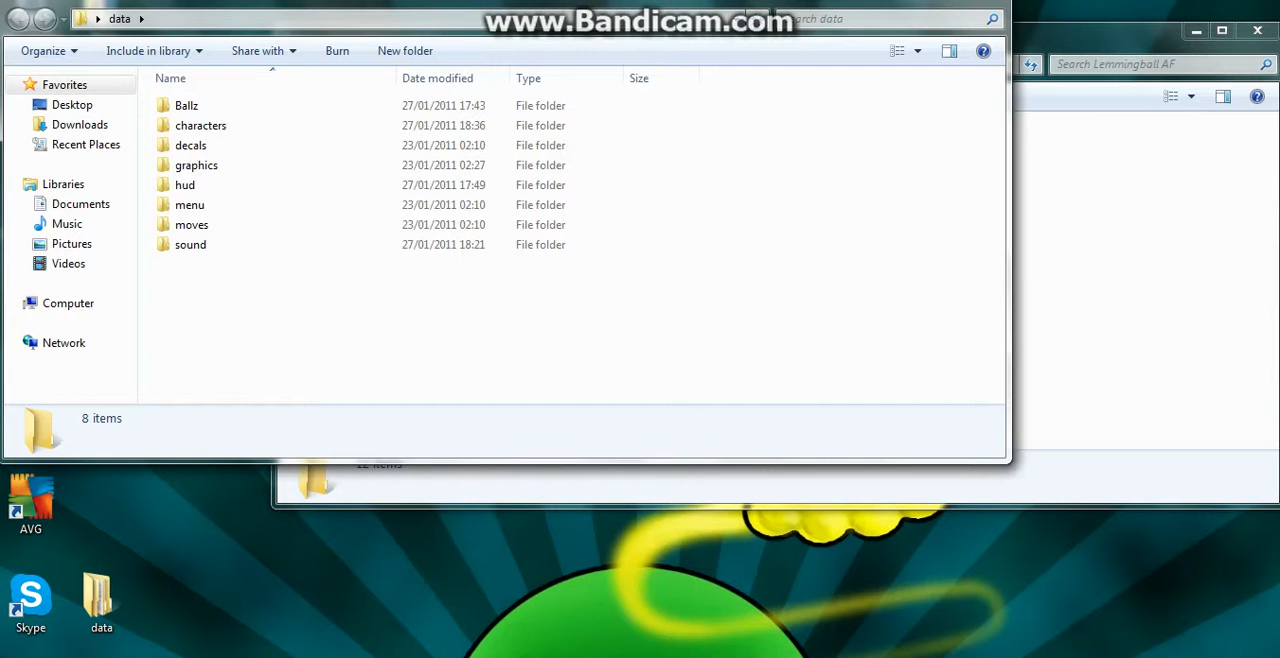 www.Bandicam.com
data
Search Lemmingball AF
Organize
Include in library
Share with
Burn
New folder
Name
Date modified
Type
Size
Favorites
Desktop
Downloads
Recent Places
Libraries
Documents
Music
Pictures
Videos
Computer
Network
Ballz 27/01/2011 17:43 File folder
characters 27/01/2011 18:36 File folder
decals 23/01/2011 02:10 File folder
graphics 23/01/2011 02:27 File folder
hud 27/01/2011 17:49 File folder
menu 23/01/2011 02:10 File folder
moves 23/01/2011 02:10 File folder
sound 27/01/2011 18:21 File folder
8 items
AVG
S
Skype
data